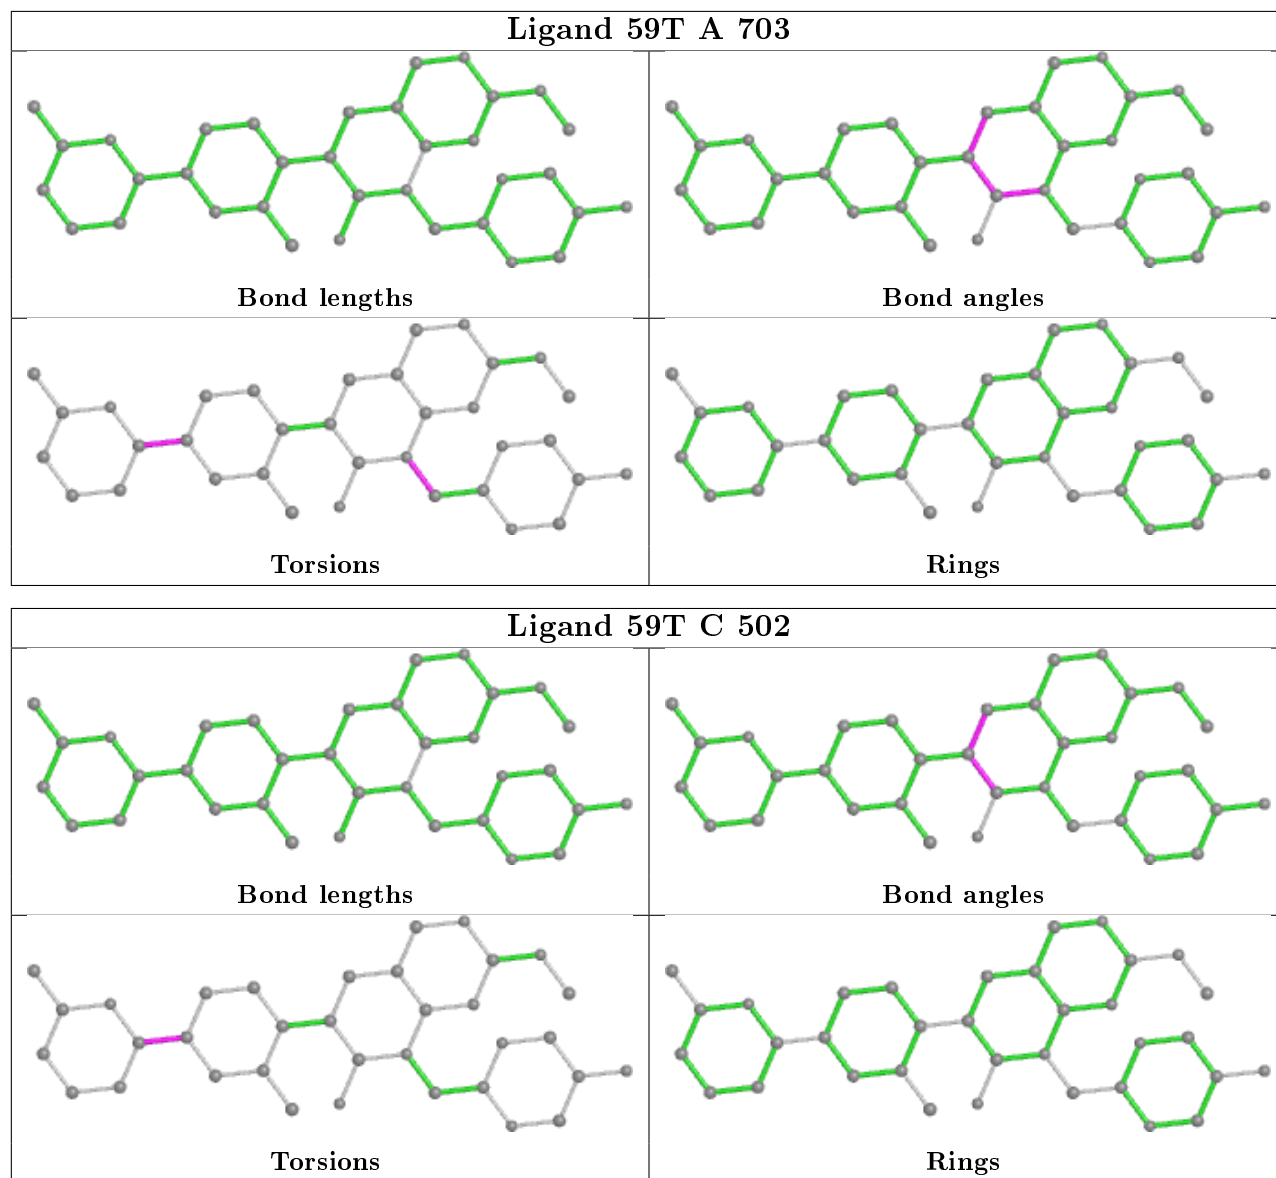 Ligand 59T A 703
Bond lengths
Bond angles
Torsions
Rings
Ligand 59T C 502
Bond lengths
Bond angles
Torsions
Rings